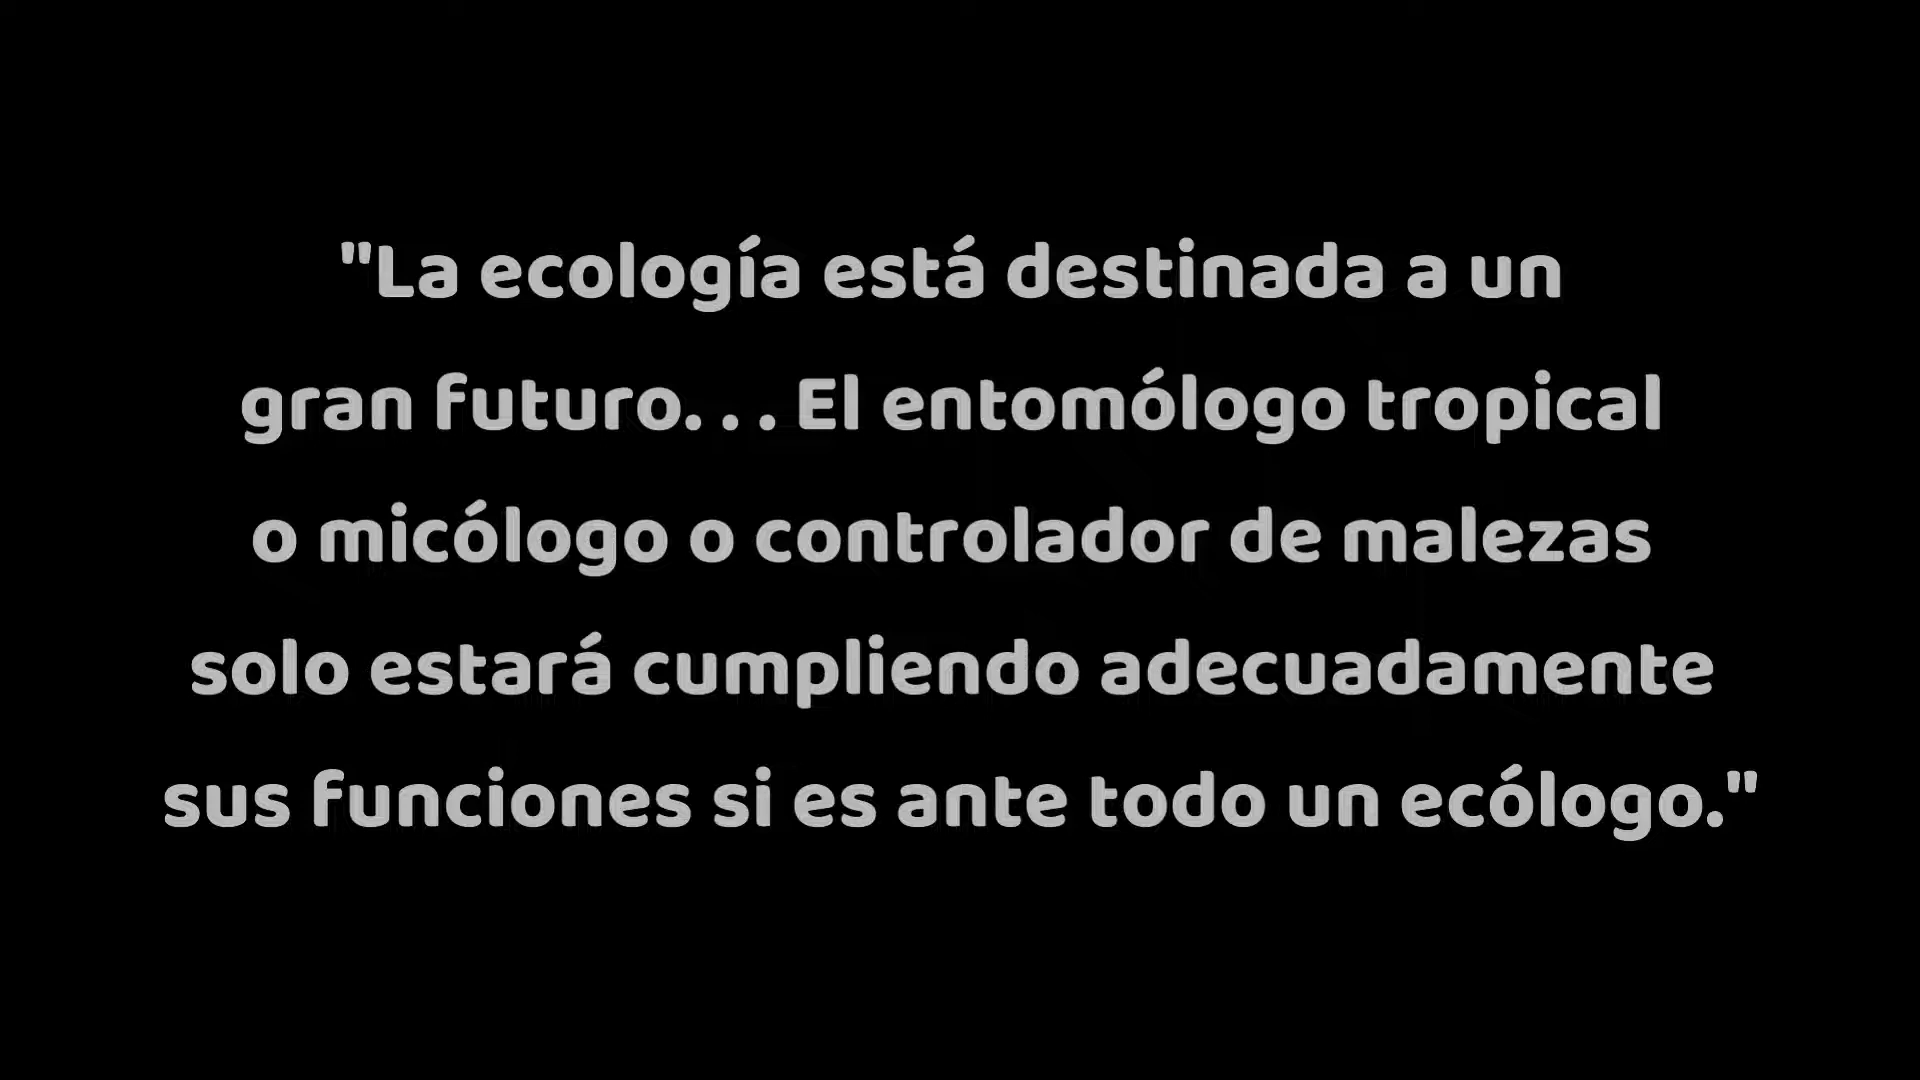 "La ecología está destinada a un
gran futuro. . . El entomólogo tropical
o micólogo o controlador de malezas
solo estará cumpliendo adecuadamente
sus funciones si es ante todo un ecólogo."